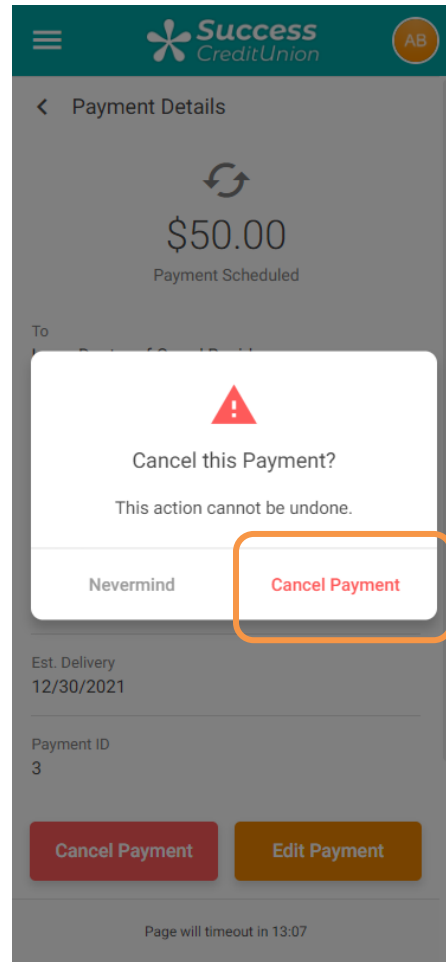 Success
CreditUnion
AB
Payment Details
$50.00
Payment Scheduled
To
Cancel this Payment?
This action cannot be undone.
Nevermind
Cancel Payment
Est. Delivery
12/30/2021
Payment ID
3
Cancel Payment
Edit Payment
Page will timeout in 13:07